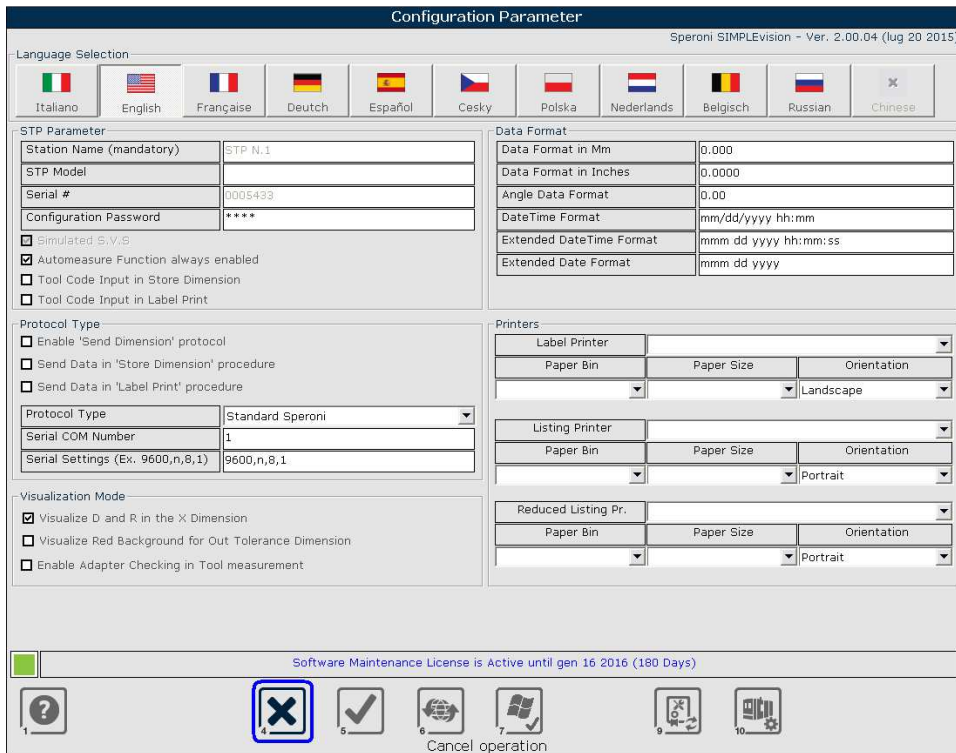 Configuration Parameter
Speroni SIMPLEvision - Ver. 2.00.04 (lug 20 2015)
Language Selection
Italiano English Française Deutch Español Cesky Polska Nederlands Belgisch Russian Chinese
STP Parameter
Station Name (mandatory) STP N.1
STP Model
Serial # 0005433
Configuration Password ****
Simulated S.V.S
Automeasure Function always enabled
Tool Code Input in Store Dimension
Tool Code Input in Label Print
Data Format
Data Format in Mm 0.000
Data Format in Inches 0.0000
Angle Data Format 0.00
DateTime Format mm/dd/yyyy hh:mm
Extended DateTime Format mmm dd yyyy hh:mm:ss
Extended Date Format mmm dd yyyy
Protocol Type
Enable 'Send Dimension' protocol
Send Data in 'Store Dimension' procedure
Send Data in 'Label Print' procedure
Protocol Type Standard Speroni
Serial COM Number 1
Serial Settings (Ex. 9600,n,8,1) 9600,n,8,1
Printers
Label Printer
Paper Bin Paper Size Orientation
Landscape
Listing Printer
Paper Bin Paper Size Orientation
Portrait
Reduced Listing Pr.
Paper Bin Paper Size Orientation
Portrait
Visualization Mode
Visualize D and R in the X Dimension
Visualize Red Background for Out Tolerance Dimension
Enable Adapter Checking in Tool measurement
Software Maintenance License is Active until gen 16 2016 (180 Days)
1 4 5 6 7 9 10
Cancel operation